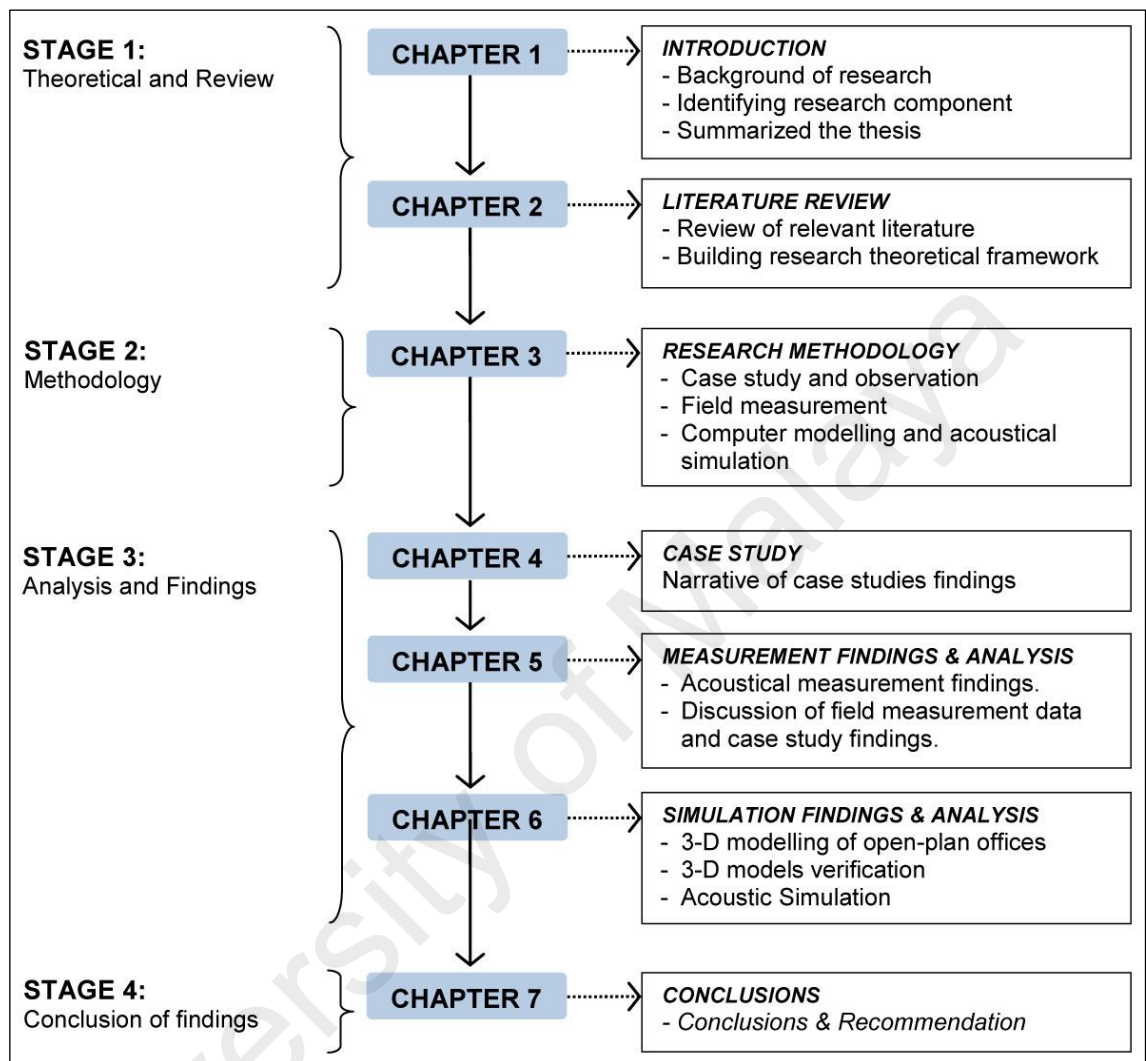 STAGE 1:
Theoretical and Review
CHAPTER 1
INTRODUCTION
- Background of research
- Identifying research component
- Summarized the thesis
CHAPTER 2
LITERATURE REVIEW
- Review of relevant literature
- Building research theoretical framework
STAGE 2:
Methodology
CHAPTER 3
RESEARCH METHODOLOGY
- Case study and observation
- Field measurement
- Computer modelling and acoustical
simulation
STAGE 3:
Analysis and Findings
CHAPTER 4
CASE STUDY
Narrative of case studies findings
CHAPTER 5
MEASUREMENT FINDINGS & ANALYSIS
- Acoustical measurement findings.
- Discussion of field measurement data
and case study findings.
CHAPTER 6
SIMULATION FINDINGS & ANALYSIS
- 3-D modelling of open-plan offices
- 3-D models verification
- Acoustic Simulation
STAGE 4:
Conclusion of findings
CHAPTER 7
CONCLUSIONS
- Conclusions & Recommendation
ersity of Malaya